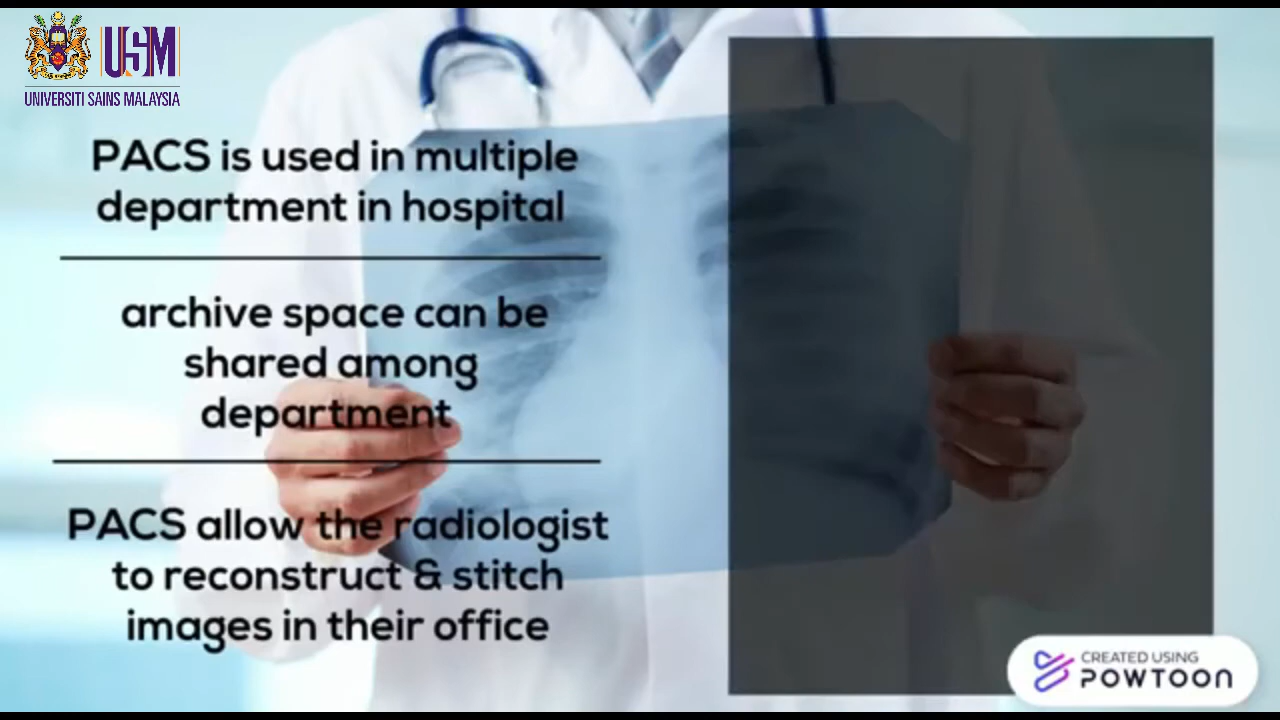 USM
UNIVERSITI SAINS MALAYSIA
PACS is used in multiple
department in hospital
archive space can be
shared among
department
PACS allow the radiologist
to reconstruct & stitch
images in their office
CREATED USING
POWTOON